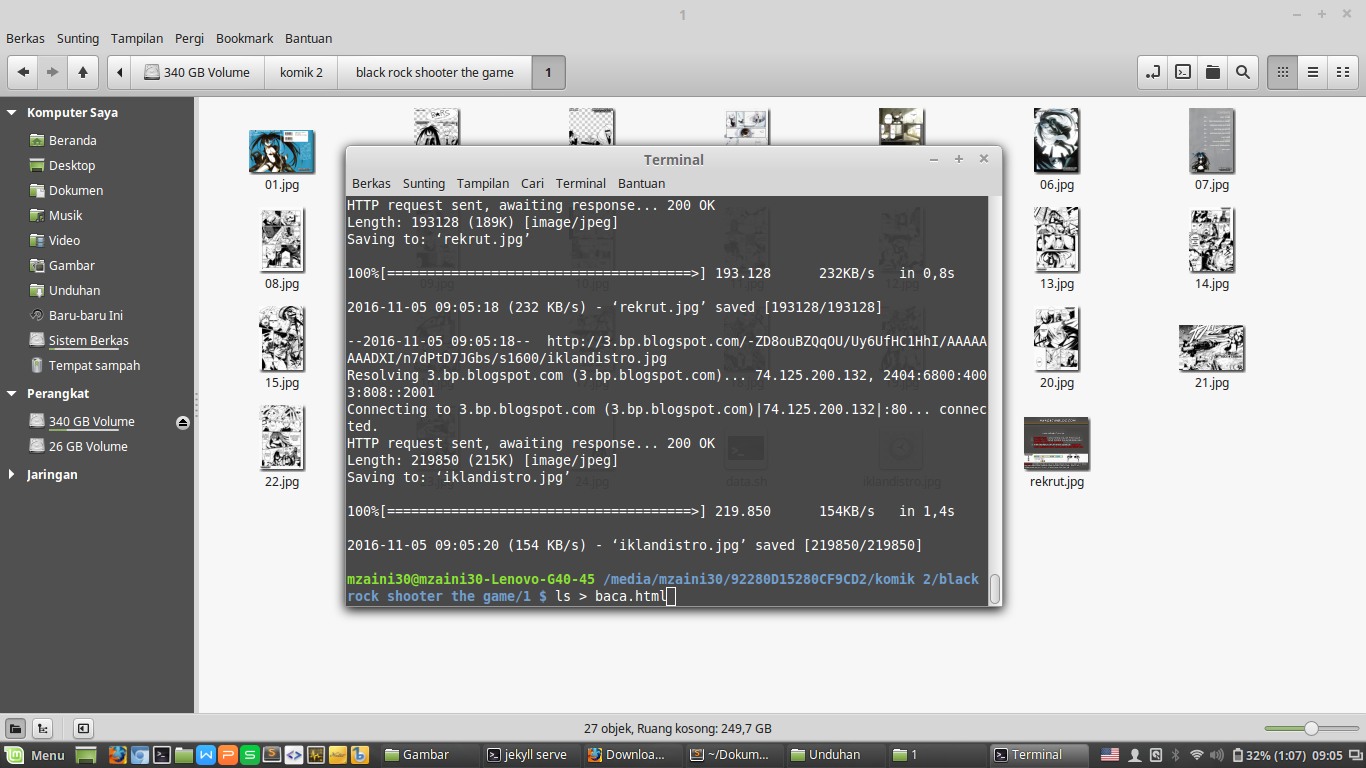 1
Berkas Sunting Tampilan Pergi Bookmark Bantuan
340 GB Volume komik 2 black rock shooter the game 1
Komputer Saya
Beranda
Desktop
Dokumen
Musik
Video
Gambar
Unduhan
Baru-baru Ini
Sistem Berkas
Tempat sampah
Perangkat
340 GB Volume
26 GB Volume
Jaringan
01.jpg
06.jpg
07.jpg
08.jpg
13.jpg
14.jpg
15.jpg
20.jpg
21.jpg
22.jpg
24.jpg
data.sh
iklandistro.jpg
rekrut.jpg
Terminal
Berkas Sunting Tampilan Cari Terminal Bantuan
HTTP request sent, awaiting response... 200 OK
Length: 193128 (189K) [image/jpeg]
Saving to: ‘rekrut.jpg’
100%[======================================>] 193.128 232KB/s in 0,8s
2016-11-05 09:05:18 (232 KB/s) - ‘rekrut.jpg’ saved [193128/193128]
--2016-11-05 09:05:18-- http://3.bp.blogspot.com/-ZD8ouBZQqOU/Uy6UfHC1HhI/AAAAA
AAADXI/n7dPtD7JGbs/s1600/iklandistro.jpg
Resolving 3.bp.blogspot.com (3.bp.blogspot.com)... 74.125.200.132, 2404:6800:400
3:808::2001
Connecting to 3.bp.blogspot.com (3.bp.blogspot.com)|74.125.200.132|:80... connec
ted.
HTTP request sent, awaiting response... 200 OK
Length: 219850 (215K) [image/jpeg]
Saving to: ‘iklandistro.jpg’
100%[======================================>] 219.850 154KB/s in 1,4s
2016-11-05 09:05:20 (154 KB/s) - ‘iklandistro.jpg’ saved [219850/219850]
mzaini30@mzaini30-Lenovo-G40-45 /media/mzaini30/92280D15280CF9CD2/komik 2/black
rock shooter the game/1 $ ls > baca.html
27 objek, Ruang kosong: 249,7 GB
Menu Gambar jekyll serve Downloa... ~/Dokum... Unduhan 1 Terminal 32% (1:07) 09:05